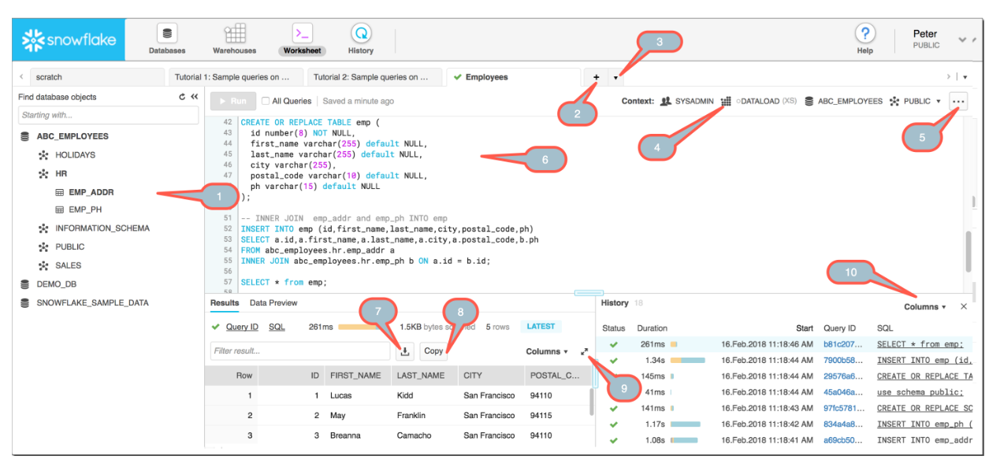 snowflake
Databases
Warehouses
Worksheet
History
3
Help
Peter
PUBLIC
scratch
Tutorial 1: Sample queries on ...
Tutorial 2: Sample queries on ...
Employees
+
Find database objects
Starting with...
Run
All Queries
Saved a minute ago
2
Context: SYSADMIN DATALOAD (XS) ABC_EMPLOYEES PUBLIC
...
4
5
6
1
ABC_EMPLOYEES
HOLIDAYS
HR
EMP_ADDR
EMP_PH
INFORMATION_SCHEMA
PUBLIC
SALES
DEMO_DB
SNOWFLAKE_SAMPLE_DATA
42 CREATE OR REPLACE TABLE emp (
43 id number(8) NOT NULL,
44 first_name varchar(255) default NULL,
45 last_name varchar(255) default NULL,
46 city varchar(255),
47 postal_code varchar(10) default NULL,
ph varchar(15) default NULL
);
51 -- INNER JOIN emp_addr and emp_ph INTO emp
52 INSERT INTO emp (id,first_name,last_name,city,postal_code,ph)
53 SELECT a.id,a.first_name,a.last_name,a.city,a.postal_code,b.ph
54 FROM abc_employees.hr.emp_addr a
55 INNER JOIN abc_employees.hr.emp_ph b ON a.id = b.id;
56
57 SELECT * from emp;
Results Data Preview
7
8
Query ID SQL 261ms 1.5KB bytes 5 rows LATEST
Filter result...
Copy
Columns
Row ID FIRST_NAME LAST_NAME CITY POSTAL_C...
1 1 Lucas Kidd San Francisco 94110
2 2 May Franklin San Francisco 94115
3 3 Breanna Camacho San Francisco 94110
9
10
History 18
Columns
Status Duration Start Query ID SQL
261ms 16.Feb.2018 11:18:46 AM b81c207... SELECT * from emp;
1.34s 16.Feb.2018 11:18:44 AM 7900b58... INSERT INTO emp (id,
145ms 16.Feb.2018 11:18:44 AM 29576a6... CREATE OR REPLACE TA
41ms 16.Feb.2018 11:18:44 AM 45a046a... use schema public;
141ms 16.Feb.2018 11:18:43 AM 97fc5781... CREATE OR REPLACE SC
1.17s 16.Feb.2018 11:18:42 AM 834a4a8... INSERT INTO emp_ph (
1.08s 16.Feb.2018 11:18:41 AM a69cb50... INSERT INTO emp_addr